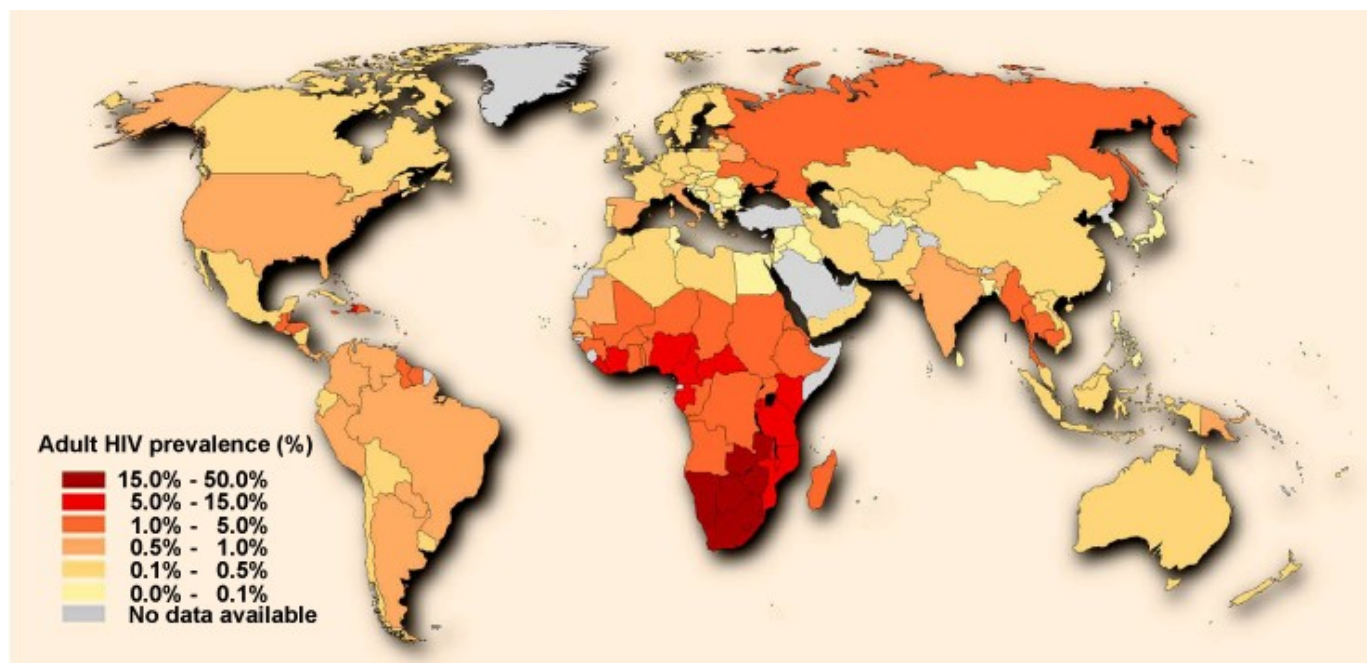 Adult HIV prevalence (%)
15.0% - 50.0%
5.0% - 15.0%
1.0% - 5.0%
0.5% - 1.0%
0.1% - 0.5%
0.0% - 0.1%
No data available